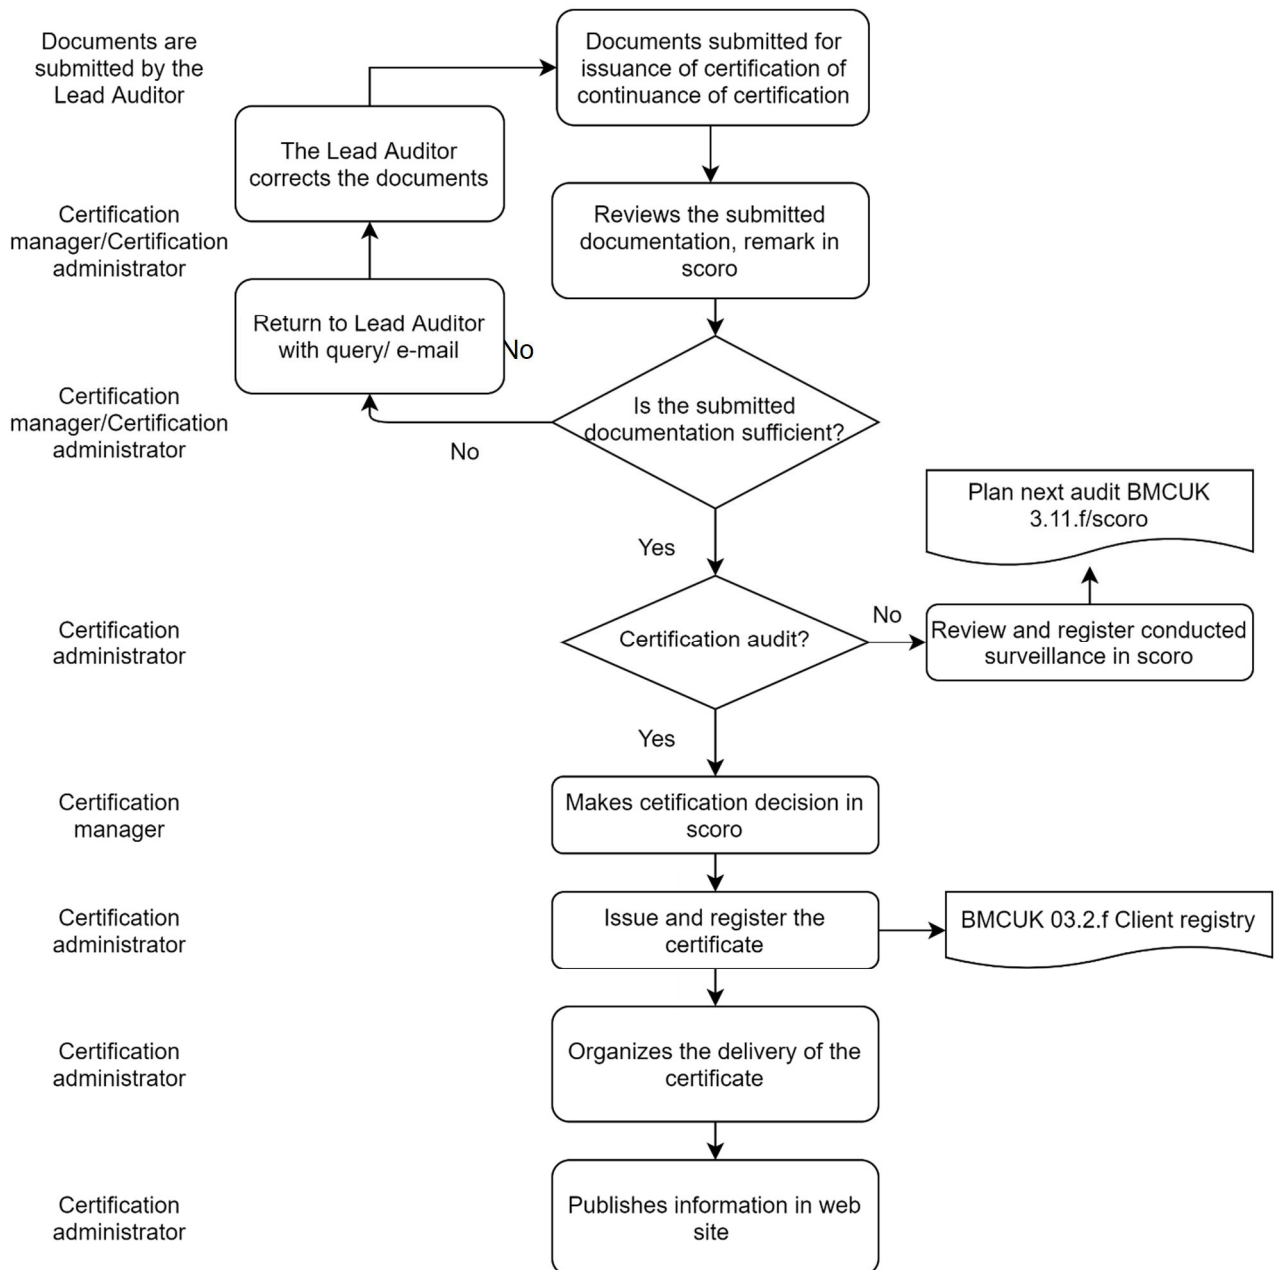 Documents are
submitted by the
Lead Auditor
Documents submitted for
issuance of certification of
continuance of certification
The Lead Auditor
corrects the documents
Certification
manager/Certification
administrator
Reviews the submitted
documentation, remark in
scoro
Return to Lead Auditor
with query/ e-mail
No
Certification
manager/Certification
administrator
Is the submitted
documentation sufficient?
No
Yes
Plan next audit BMCUK
3.11.f/scoro
Certification
administrator
Certification audit?
No
Review and register conducted
surveillance in scoro
Yes
Certification
manager
Makes cetification decision in
scoro
Certification
administrator
Issue and register the
certificate
BMCUK 03.2.f Client registry
Certification
administrator
Organizes the delivery of the
certificate
Certification
administrator
Publishes information in web
site